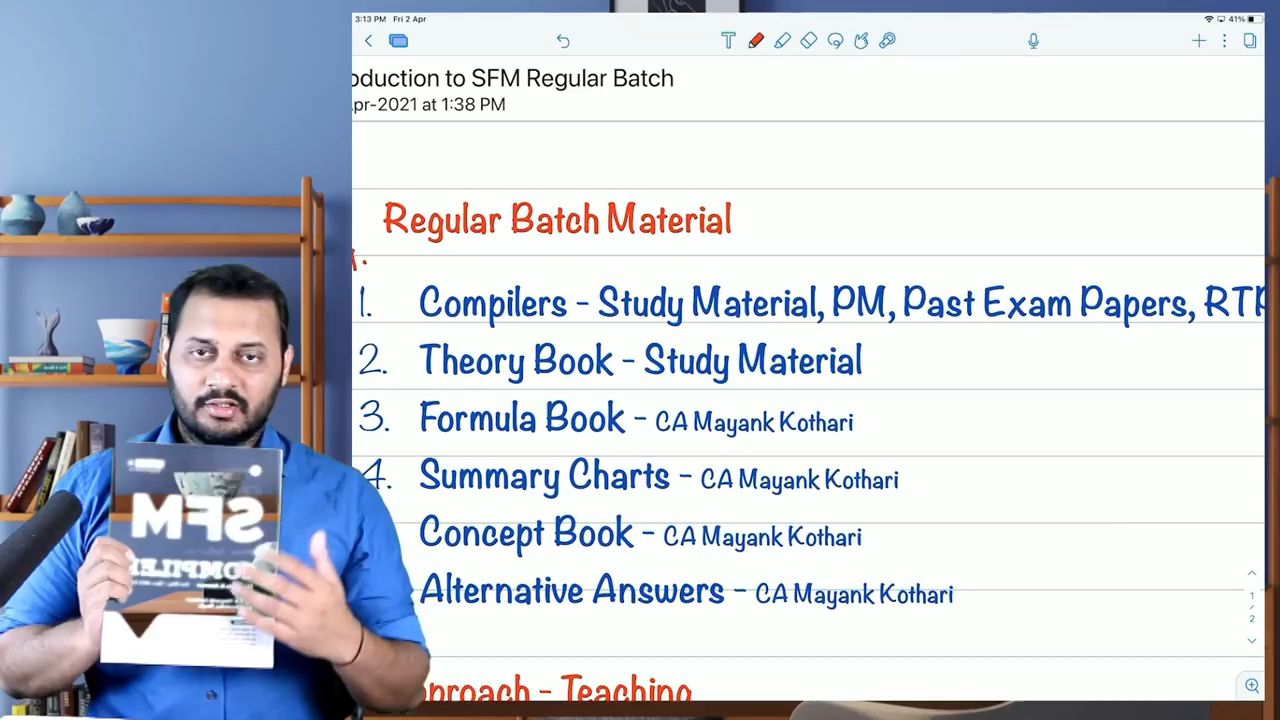 3:13 PM Fri 2 Apr
41%
oduction to SFM Regular Batch
pr-2021 at 1:38 PM
Regular Batch Material
1. Compilers - Study Material, PM, Past Exam Papers, RTP
2. Theory Book - Study Material
3. Formula Book - CA Mayank Kothari
4. Summary Charts - CA Mayank Kothari
Concept Book - CA Mayank Kothari
Alternative Answers - CA Mayank Kothari
pproach - Teaching
1
/
2
SFM
COMPILER